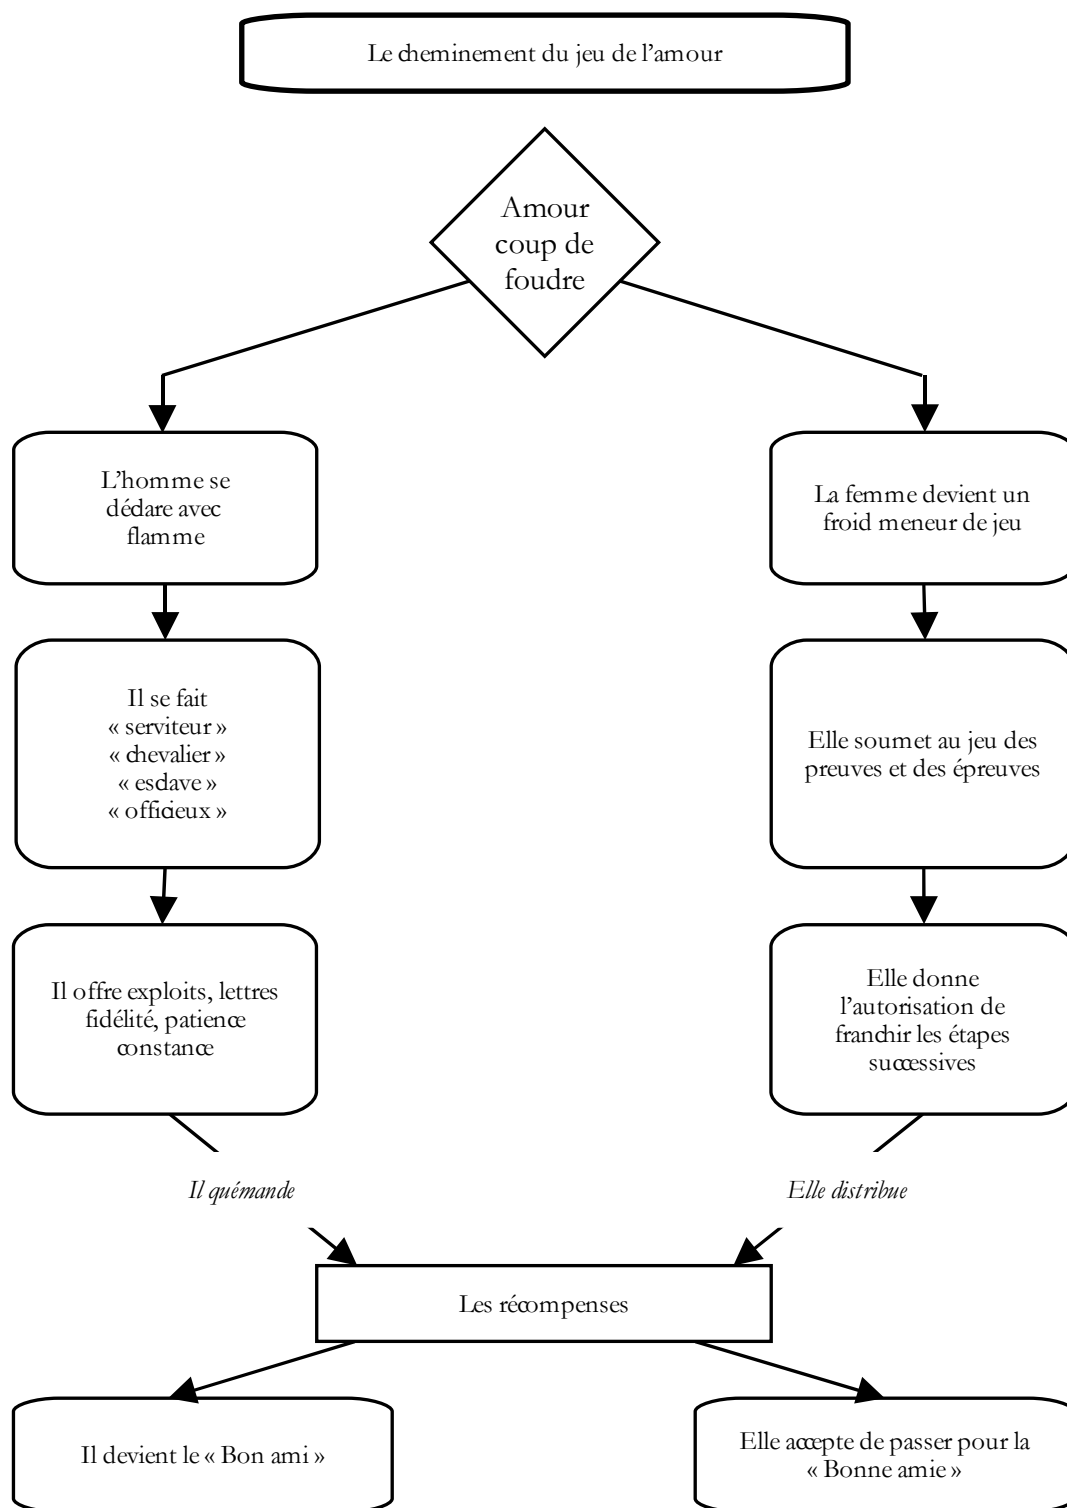 Le cheminement du jeu de l’amour
Amour
coup de
foudre
L’homme se
déclare avec
flamme
La femme devient un
froid meneur de jeu
Il se fait
« serviteur »
« chevalier »
« esclave »
« officieux »
Elle soumet au jeu des
preuves et des épreuves
Il offre exploits, lettres
fidélité, patience
constance
Elle donne
l’autorisation de
franchir les étapes
successives
Il quémande
Elle distribue
Les récompenses
Il devient le « Bon ami »
Elle accepte de passer pour la
« Bonne amie »